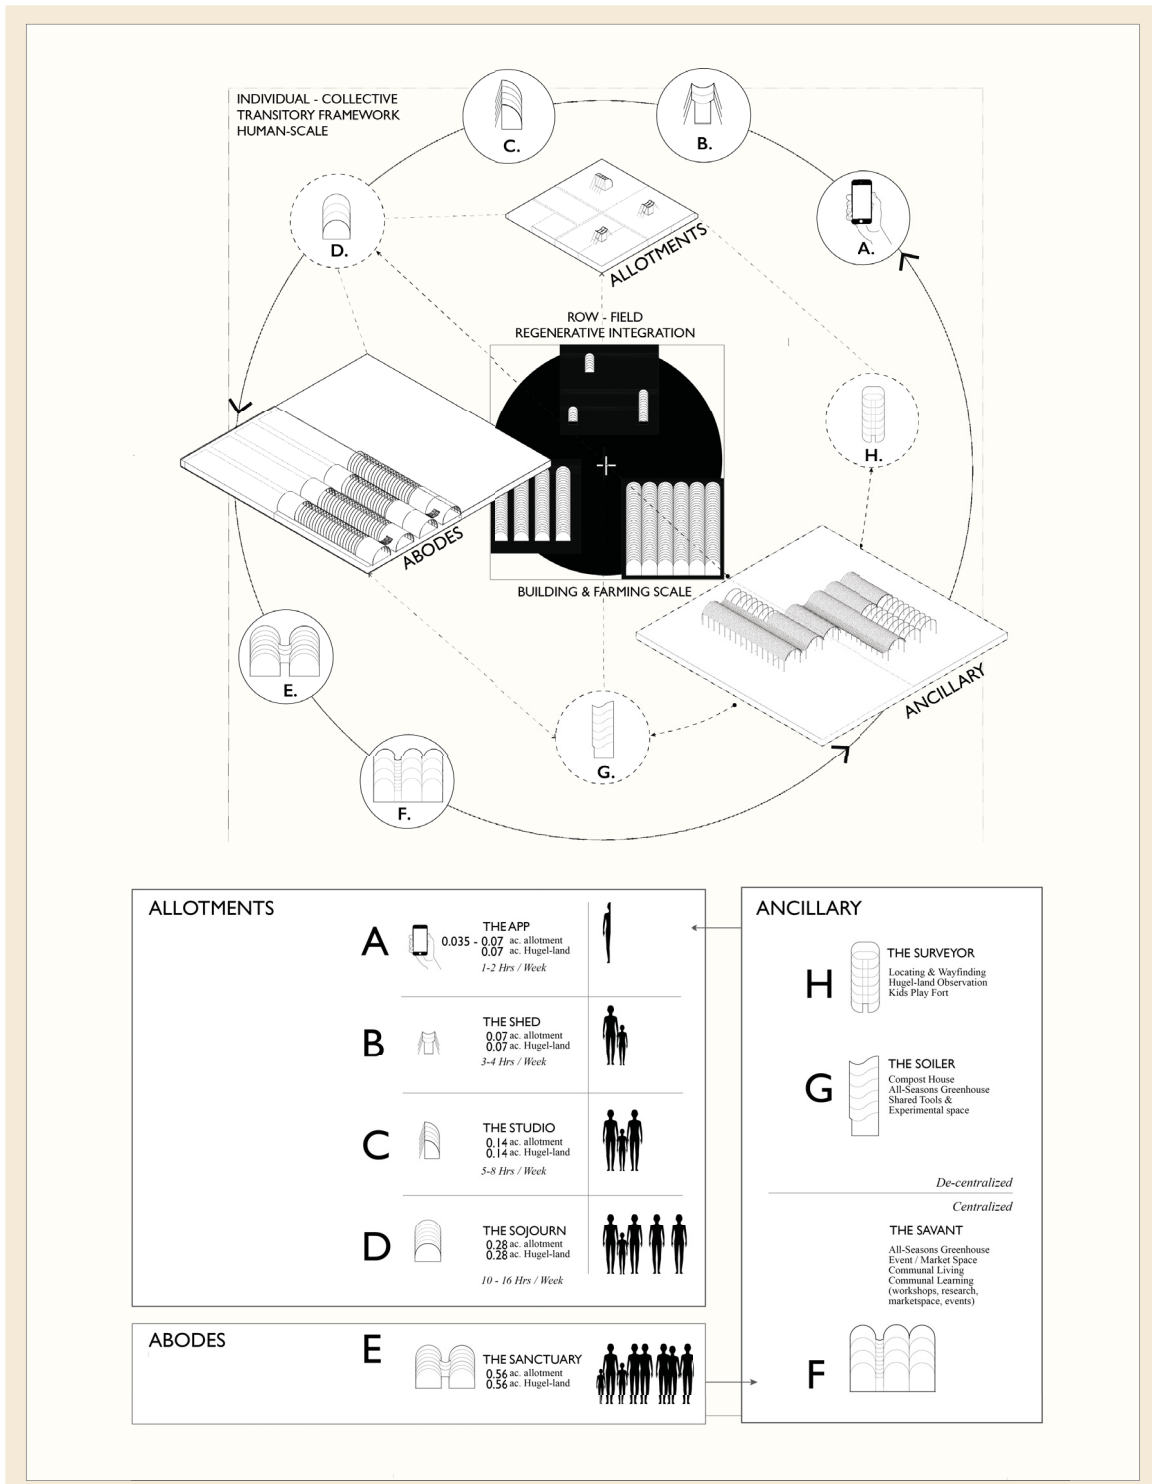 INDIVIDUAL - COLLECTIVE
TRANSITORY FRAMEWORK
HUMAN-SCALE
C.
B.
A.
D.
ALLOTMENTS
ROW - FIELD
REGENERATIVE INTEGRATION
H.
ABODES
BUILDING & FARMING SCALE
ANCILLARY
E.
G.
F.
ALLOTMENTS
A
THE APP
0.035 - 0.07 ac. allotment
0.07 ac. Hugel-land
1-2 Hrs / Week
B
THE SHED
0.07 ac. allotment
0.07 ac. Hugel-land
3-4 Hrs / Week
C
THE STUDIO
0.14 ac. allotment
0.14 ac. Hugel-land
5-8 Hrs / Week
D
THE SOJOURN
0.28 ac. allotment
0.28 ac. Hugel-land
10 - 16 Hrs / Week
ABODES
E
THE SANCTUARY
0.56 ac. allotment
0.56 ac. Hugel-land
ANCILLARY
H
THE SURVEYOR
Locating & Wayfinding
Hugel-land Observation
Kids Play Fort
G
THE SOILER
Compost House
All-Seasons Greenhouse
Shared Tools &
Experimental space
De-centralized
Centralized
THE SAVANT
All-Seasons Greenhouse
Event / Market Space
Communal Living
Communal Learning
(workshops, research,
marketspace, events)
F